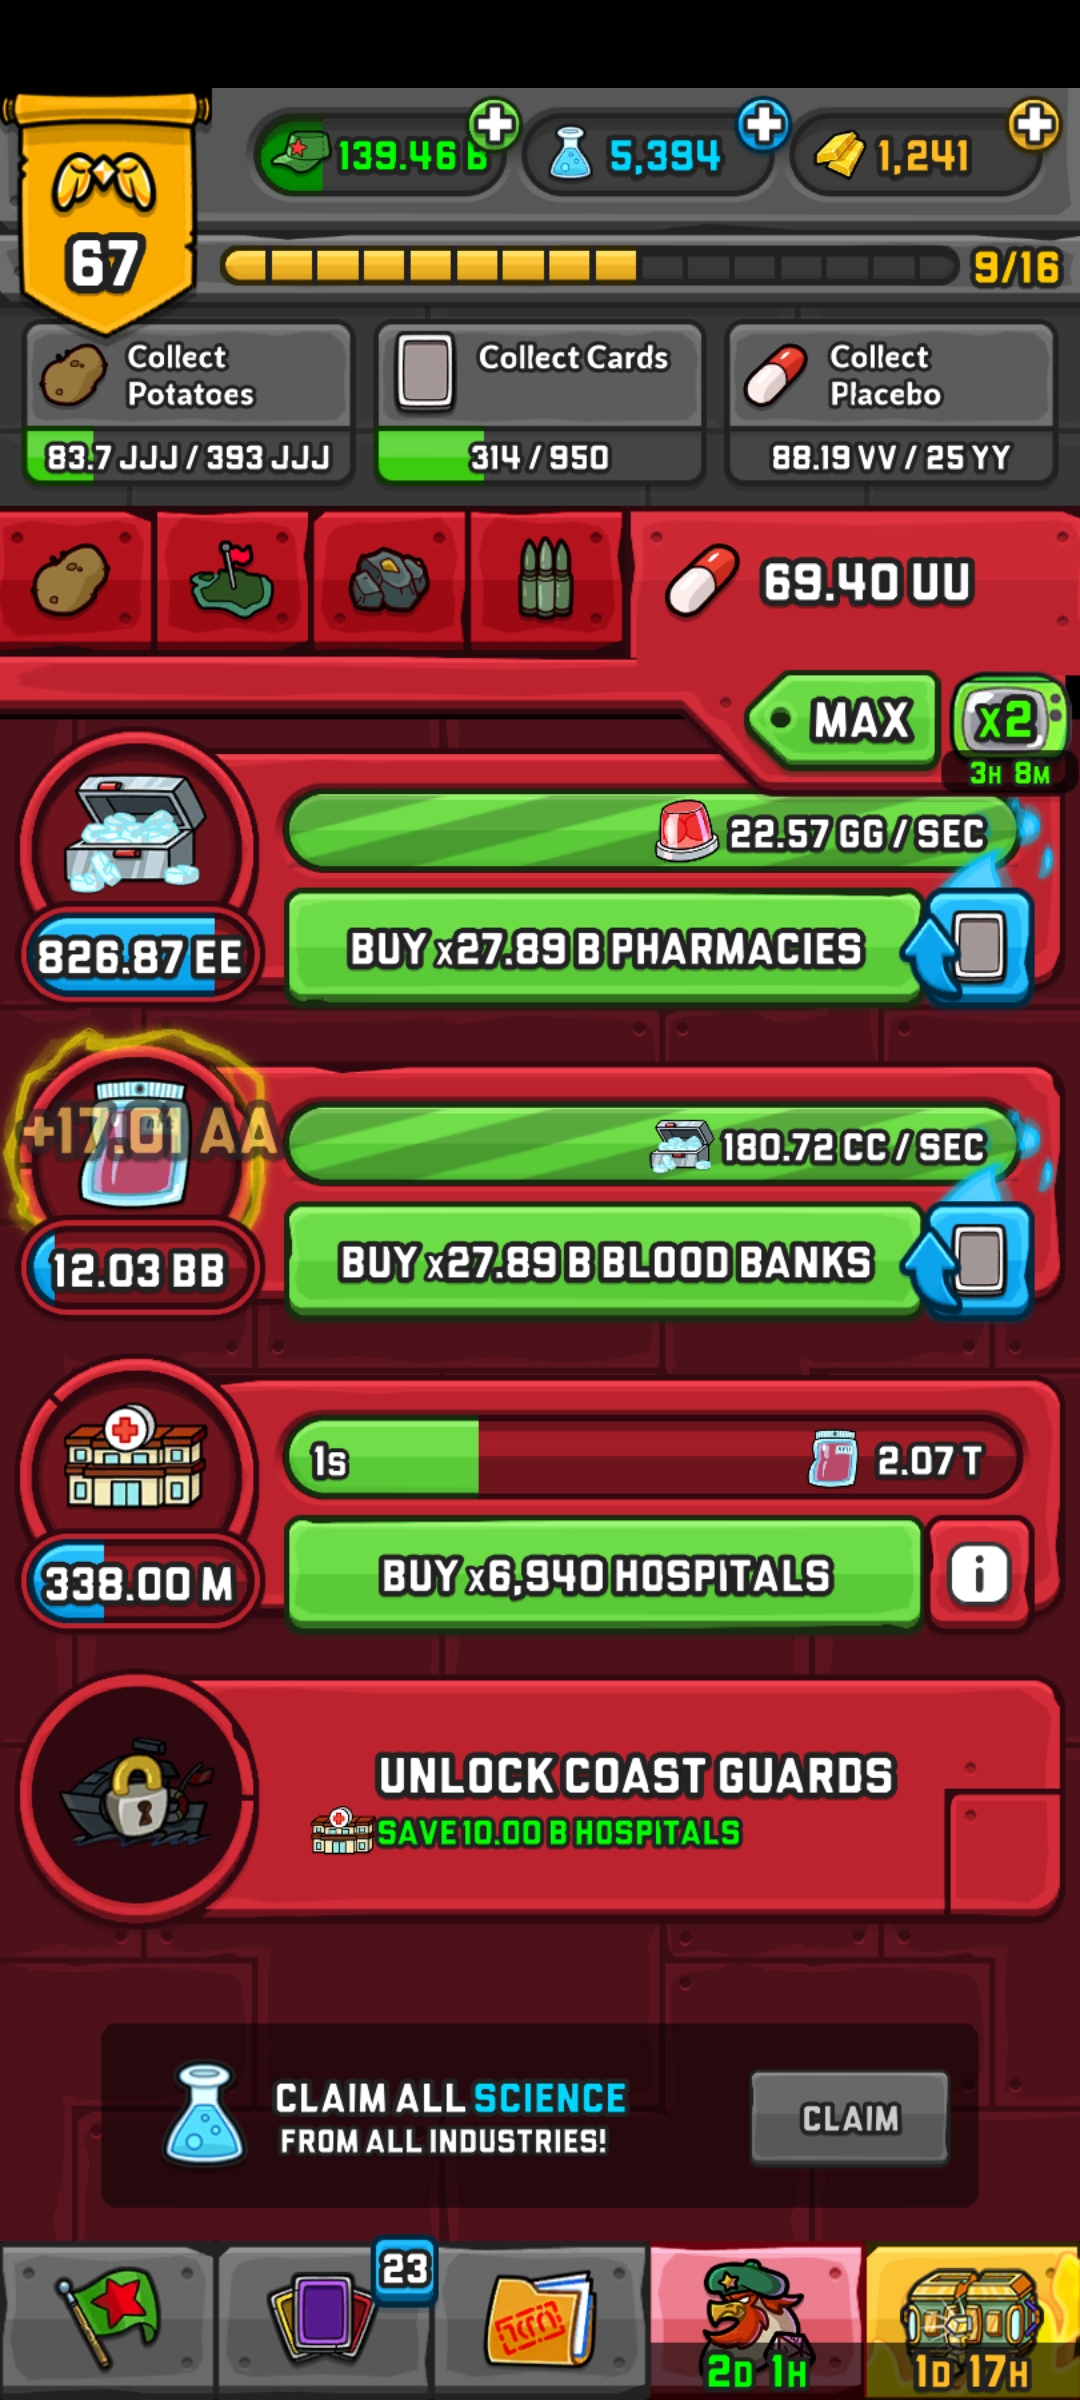 67
139.46 B
5,394
1,241
9/16
Collect
Potatoes
83.7 JJJ / 393 JJJ
Collect Cards
314 / 950
Collect
Placebo
88.19 VV / 25 YY
69.40 UU
MAX
x2
3H 8M
22.57 GG / SEC
826.87 EE
BUY x27.89 B PHARMACIES
+17.01 AA
180.72 CC / SEC
12.03 BB
BUY x27.89 B BLOOD BANKS
1s
2.07 T
338.00 M
BUY x6,940 HOSPITALS
i
UNLOCK COAST GUARDS
SAVE 10.00 B HOSPITALS
CLAIM ALL SCIENCE
FROM ALL INDUSTRIES!
CLAIM
23
2D 1H
1D 17H